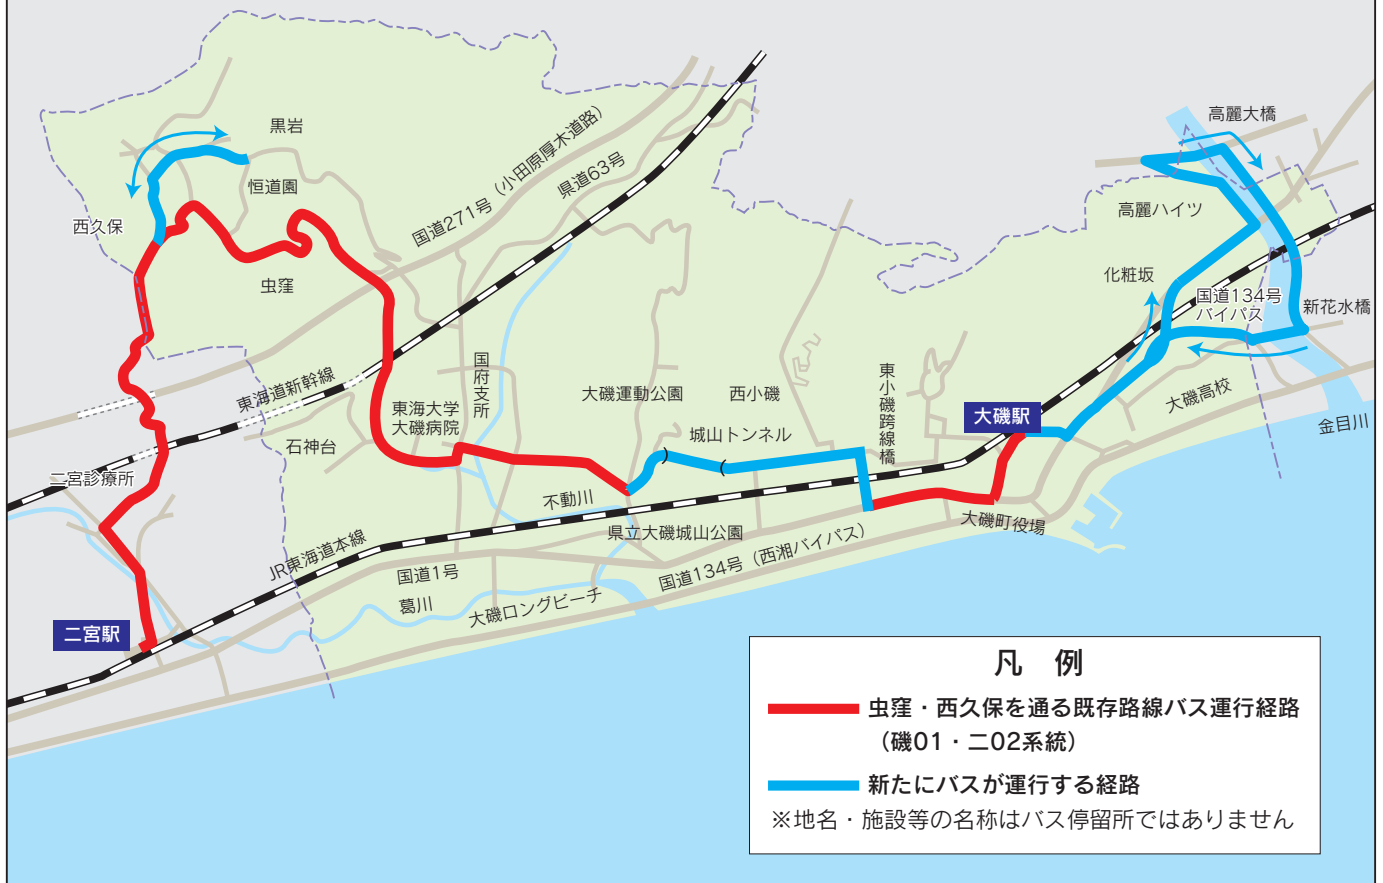 高麗大橋
黒岩
国道271号（小田原厚木道路）
県道63号
恒道園
高麗ハイツ
西久保
虫窪
化粧坂
国道134号
バイパス
新花水橋
東海道新幹線
国府支所
東海大学
大磯病院
大磯運動公園
西小磯
東小磯跨線橋
大磯高校
大磯駅
金目川
石神台
城山トンネル
二宮診療所
不動川
県立大磯城山公園
大磯町役場
JR東海道本線
国道1号
国道134号（西湘バイパス）
葛川
大磯ロングビーチ
二宮駅
凡 例
虫窪・西久保を通る既存路線バス運行経路
（磯01・二02系統）
新たにバスが運行する経路
※地名・施設等の名称はバス停留所ではありません